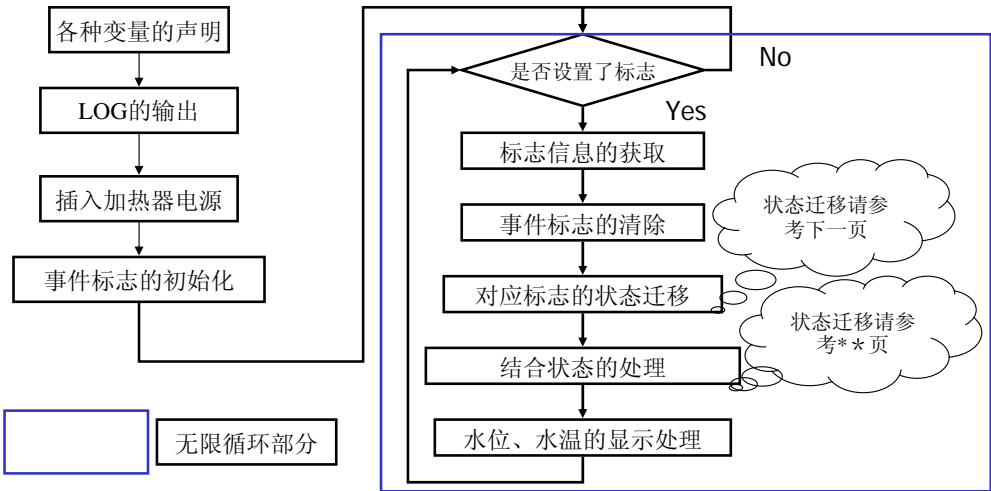 各种变量的声明
LOG的输出
插入加热器电源
事件标志的初始化
是否设置了标志
No
Yes
标志信息的获取
事件标志的清除
对应标志的状态迁移
结合状态的处理
水位、水温的显示处理
状态迁移请参
考下一页
状态迁移请参
考*＊页
无限循环部分